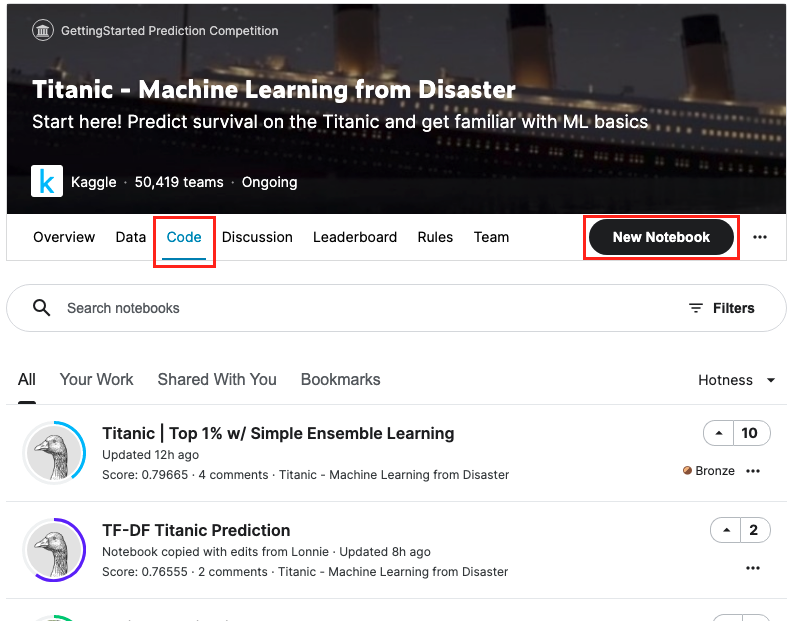 GettingStarted Prediction Competition
Titanic - Machine Learning from Disaster
Start here! Predict survival on the Titanic and get familiar with ML basics
k Kaggle · 50,419 teams · Ongoing
Overview Data Code Discussion Leaderboard Rules Team New Notebook
Search notebooks Filters
All Your Work Shared With You Bookmarks Hotness
Titanic | Top 1% w/ Simple Ensemble Learning 10
Updated 12h ago
Score: 0.79665 · 4 comments · Titanic - Machine Learning from Disaster Bronze
TF-DF Titanic Prediction 2
Notebook copied with edits from Lonnie · Updated 8h ago
Score: 0.76555 · 2 comments · Titanic - Machine Learning from Disaster